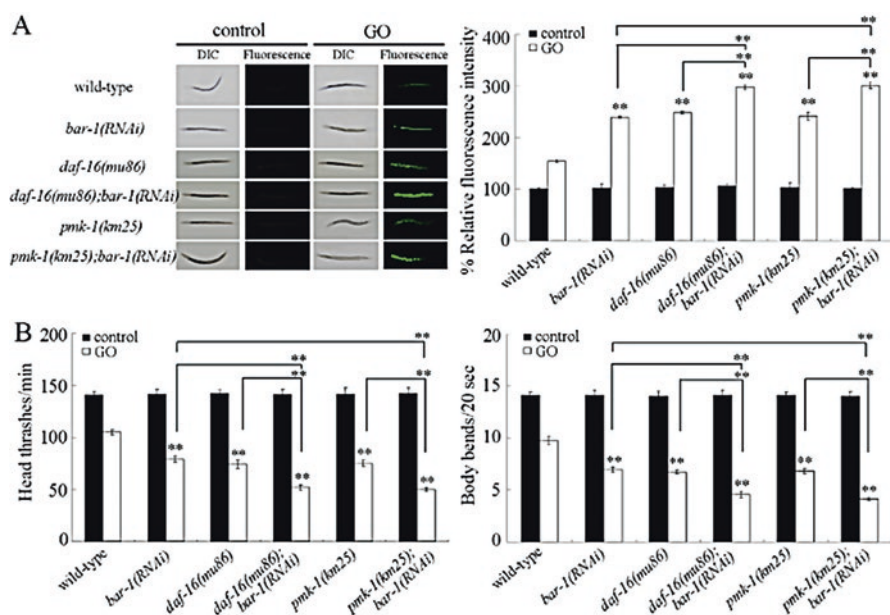 A
control
GO
DIC
Fluorescence
DIC
Fluorescence
wild-type
bar-1(RNAi)
daf-16(mu86)
daf-16(mu86);bar-1(RNAi)
pmk-1(km25)
pmk-1(km25);bar-1(RNAi)
% Relative fluorescence intensity
400
300
200
100
0
control
GO
**
**
**
**
**
**
**
**
**
wild-type
bar-1(RNAi)
daf-16(mu86)
daf-16(mu86);
bar-1(RNAi)
pmk-1(km25)
pmk-1(km25);
bar-1(RNAi)
B
Head thrashes/min
200
150
100
50
0
control
GO
**
**
**
**
**
**
**
**
**
wild-type
bar-1(RNAi)
daf-16(mu86)
daf-16(mu86);
bar-1(RNAi)
pmk-1(km25)
pmk-1(km25);
bar-1(RNAi)
Body bends/20 sec
20
15
10
5
0
control
GO
**
**
**
**
**
**
**
**
**
wild-type
bar-1(RNAi)
daf-16(mu86)
daf-16(mu86);
bar-1(RNAi)
pmk-1(km25)
pmk-1(km25);
bar-1(RNAi)